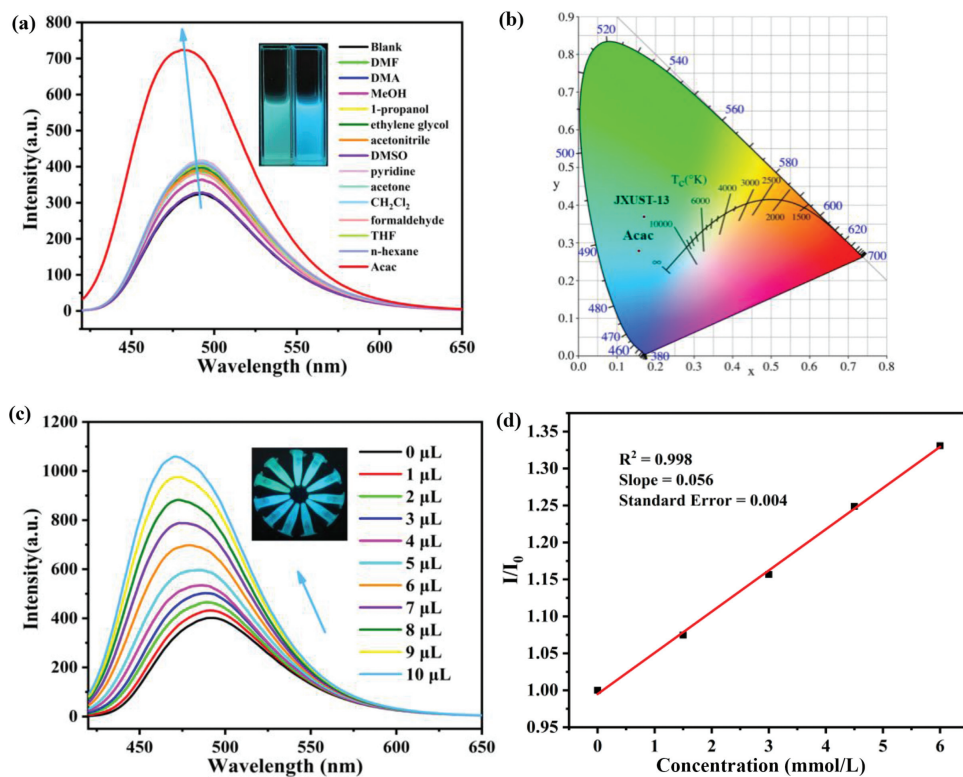 (a)
800
700
600
500
400
300
200
100
0
Intensity(a.u.)
450
500
550
600
650
Wavelength (nm)
Blank
DMF
DMA
MeOH
1-propanol
ethylene glycol
acetonitrile
DMSO
pyridine
acetone
CH₂Cl₂
formaldehyde
THF
n-hexane
Acac
(b)
0.9
0.8
0.7
0.6
0.5
y
0.4
0.3
0.2
0.1
0.0
0.0
0.1
0.2
0.3
0.4
0.5
0.6
0.7
0.8
x
520
540
560
580
600
620
700
500
490
480
470
460
380
T_C(°K)
JXUST-13
Acac
∞
10000
6000
4000
3000
2500
2000
1500
(c)
1200
1000
800
600
400
200
0
Intensity(a.u.)
450
500
550
600
650
Wavelength (nm)
0 µL
1 µL
2 µL
3 µL
4 µL
5 µL
6 µL
7 µL
8 µL
9 µL
10 µL
(d)
1.35
1.30
1.25
1.20
1.15
1.10
1.05
1.00
0.95
I/I₀
R² = 0.998
Slope = 0.056
Standard Error = 0.004
0
1
2
3
4
5
6
Concentration (mmol/L)